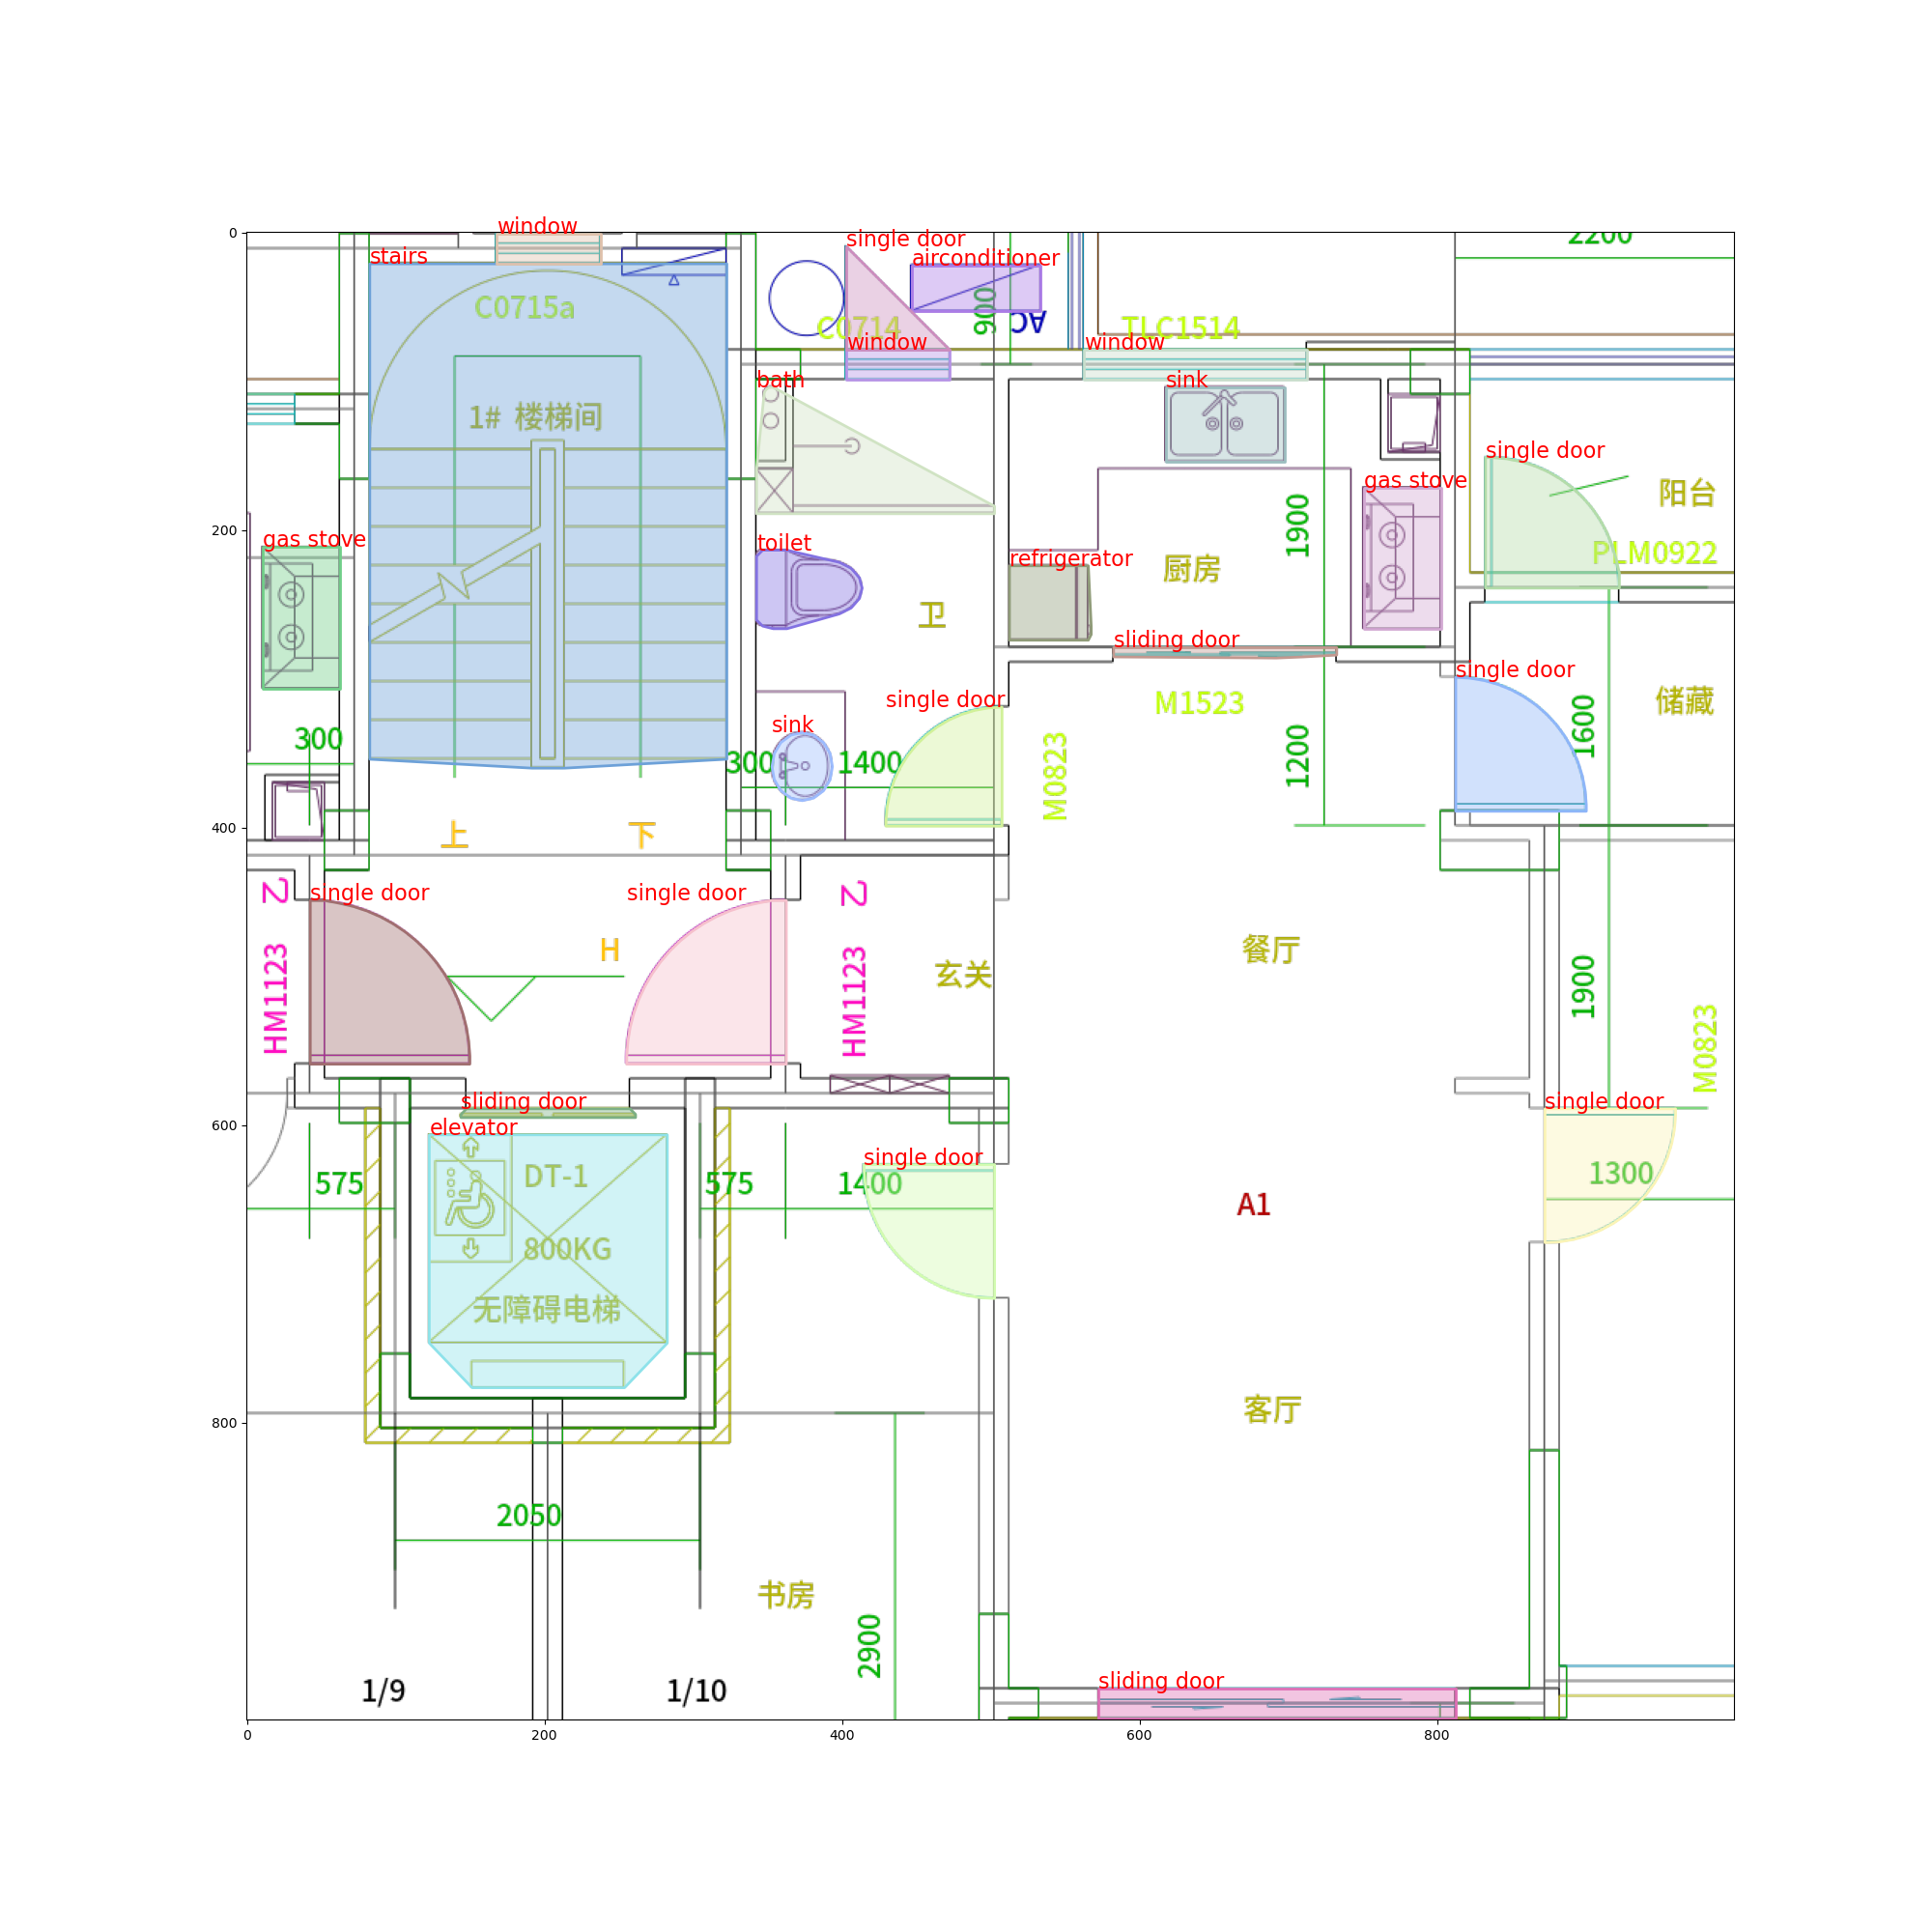 0
200
400
600
800
0
200
400
600
800
window
stairs
C0715a
1# 楼梯间
single door
airconditioner
C0714
900
AC
window
TLC1514
window
2200
bath
sink
single door
阳台
PLM0922
gas stove
gas stove
1900
厨房
refrigerator
toilet
卫
sliding door
M1523
single door
储藏
1600
300
300
sink
1400
single door
M0823
1200
上
下
乙
HM1123
single door
single door
H
乙
HM1123
玄关
餐厅
1900
M0823
sliding door
elevator
DT-1
800KG
无障碍电梯
575
575
single door
1400
A1
single door
1300
客厅
2050
书房
2900
1/9
1/10
sliding door